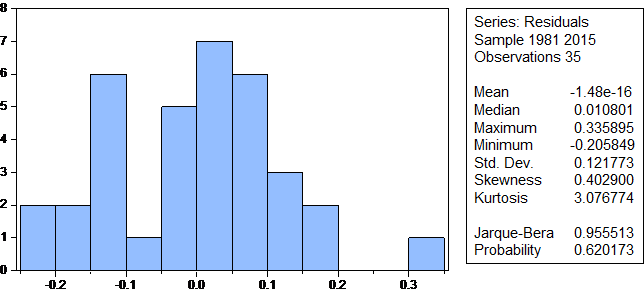 8
7
6
5
4
3
2
1
0
-0.2 -0.1 0.0 0.1 0.2 0.3
Series: Residuals
Sample 1981 2015
Observations 35
Mean -1.48e-16
Median 0.010801
Maximum 0.335895
Minimum -0.205849
Std. Dev. 0.121773
Skewness 0.402900
Kurtosis 3.076774
Jarque-Bera 0.955513
Probability 0.620173